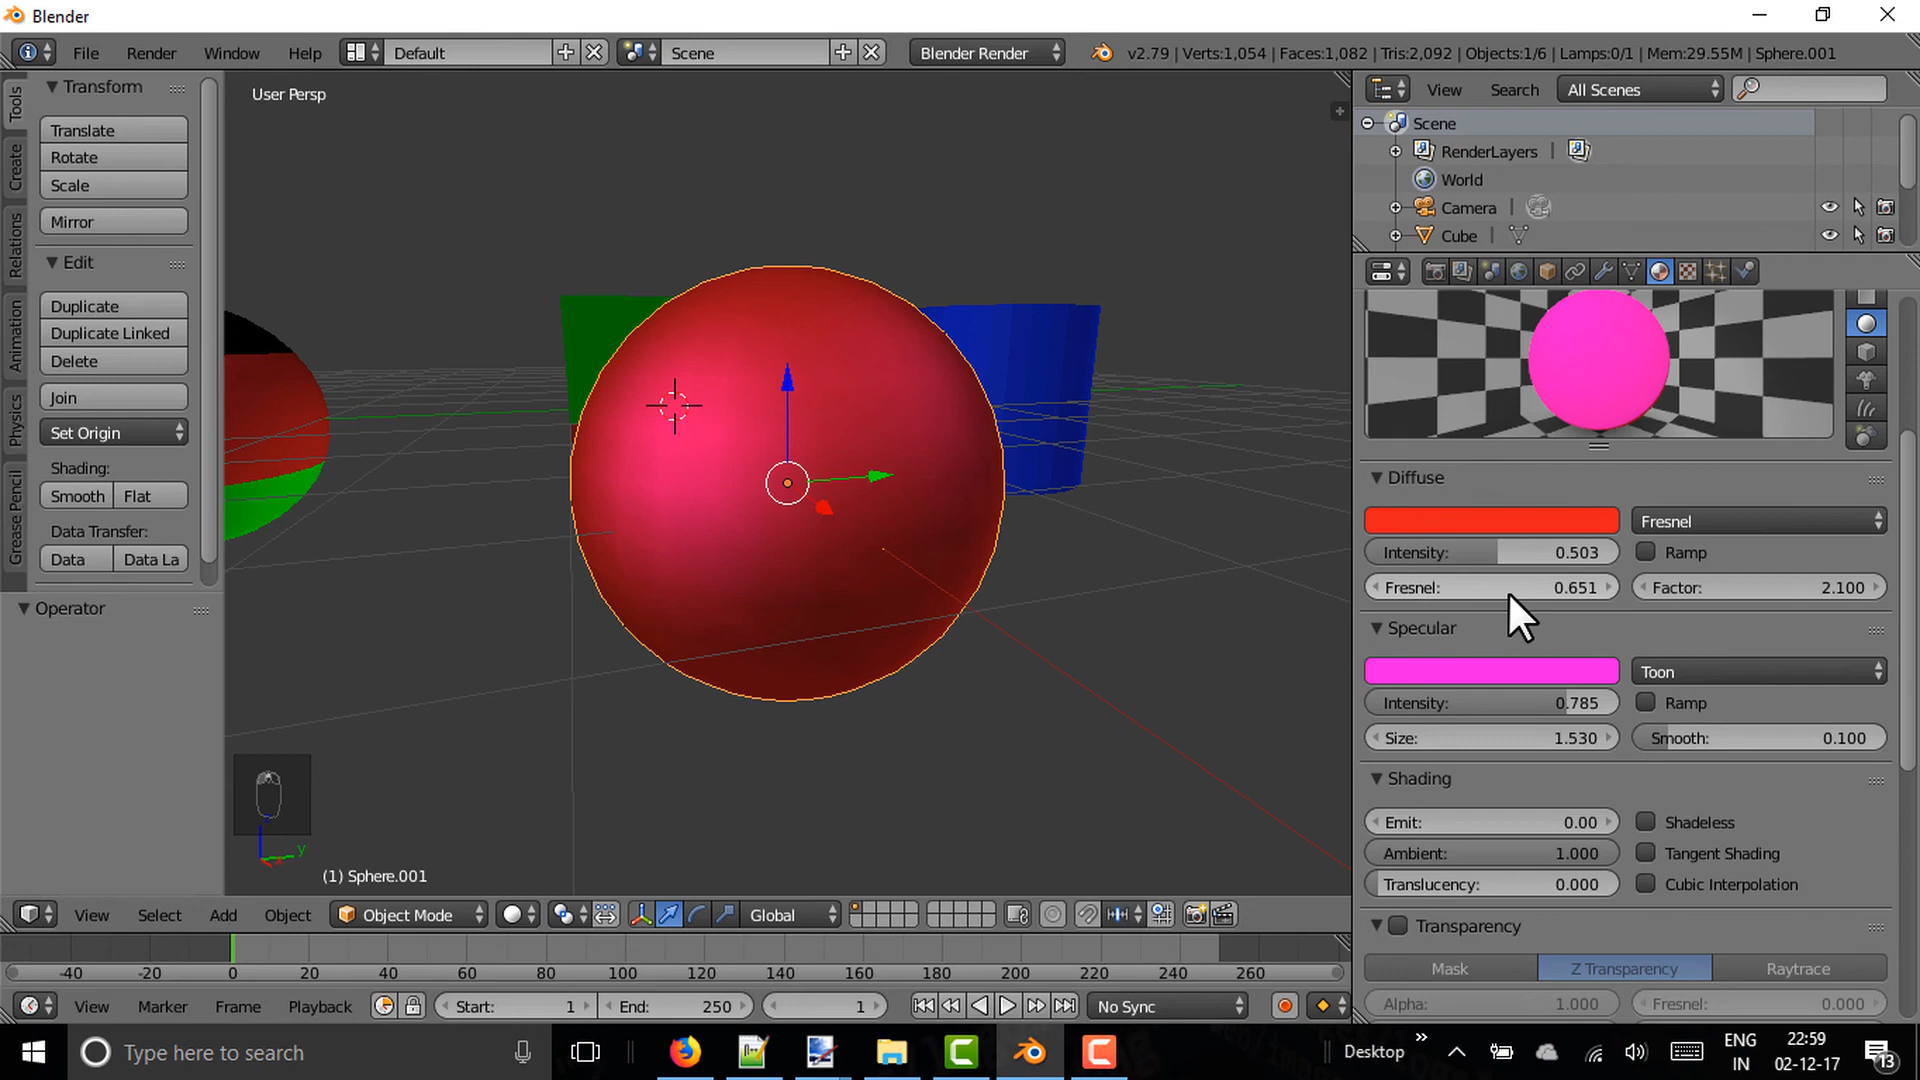 Blender
File Render Window Help Default Scene Blender Render v2.79 | Verts:1,054 | Faces:1,082 | Tris:2,092 | Objects:1/6 | Lamps:0/1 | Mem:29.55M | Sphere.001
Tools
Create
Relations
Animation
Physics
Grease Pencil
Transform
Translate
Rotate
Scale
Mirror
Edit
Duplicate
Duplicate Linked
Delete
Join
Set Origin
Shading:
Smooth Flat
Data Transfer:
Data Data La
Operator
User Persp
y
(1) Sphere.001
View Search All Scenes
Scene
RenderLayers |
World
Camera |
Cube |
Diffuse
Fresnel
Intensity: 0.503 Ramp
Fresnel: 0.651 Factor: 2.100
Specular
Toon
Intensity: 0.785 Ramp
Size: 1.530 Smooth: 0.100
Shading
Emit: 0.00 Shadeless
Ambient: 1.000 Tangent Shading
Translucency: 0.000 Cubic Interpolation
Transparency
Mask Z Transparency Raytrace
Alpha: 1.000 Fresnel: 0.000
View Select Add Object Object Mode Global
-40 -20 0 20 40 60 80 100 120 140 160 180 200 220 240 260
View Marker Frame Playback Start: 1 End: 250 1 No Sync
Type here to search
Desktop
ENG
IN
22:59
02-12-17
13